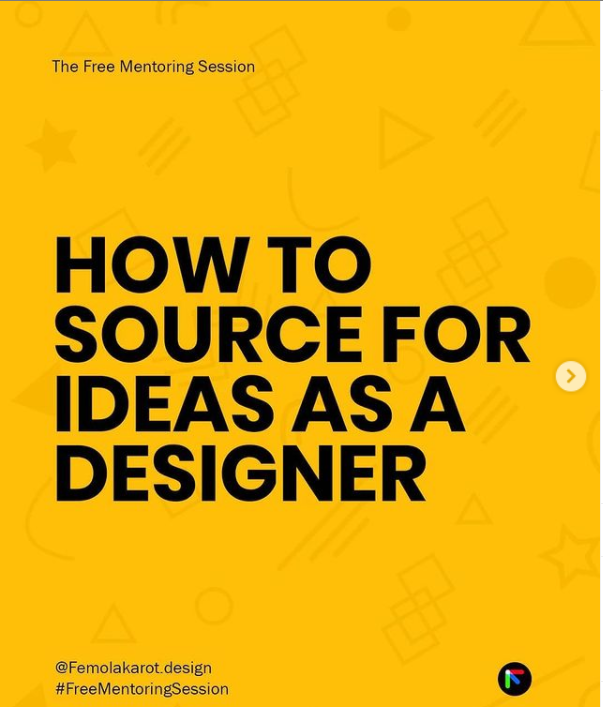 The Free Mentoring Session
HOW TO
SOURCE FOR
IDEAS AS A
DESIGNER
@Femolakarot.design
#FreeMentoringSession